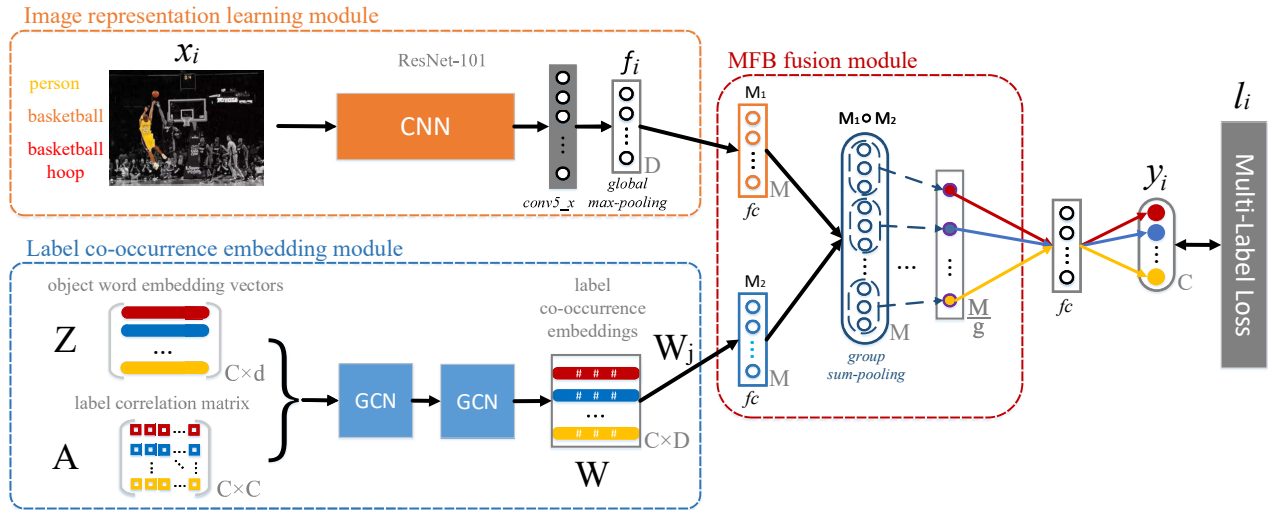 Image representation learning module
x_i
person
basketball
basketball
hoop
ResNet-101
CNN
conv5_x
f_i
D
global
max-pooling
MFB fusion module
M₁
M
fc
M₁∘M₂
M
group
sum-pooling
M₂
M
fc
M/g
fc
y_i
C
l_i
Multi-Label Loss
Label co-occurrence embedding module
object word embedding vectors
Z
...
C×d
label correlation matrix
A
C×C
GCN
GCN
label
co-occurrence
embeddings
# # #
# # #
...
# # #
C×D
W
W_j
...